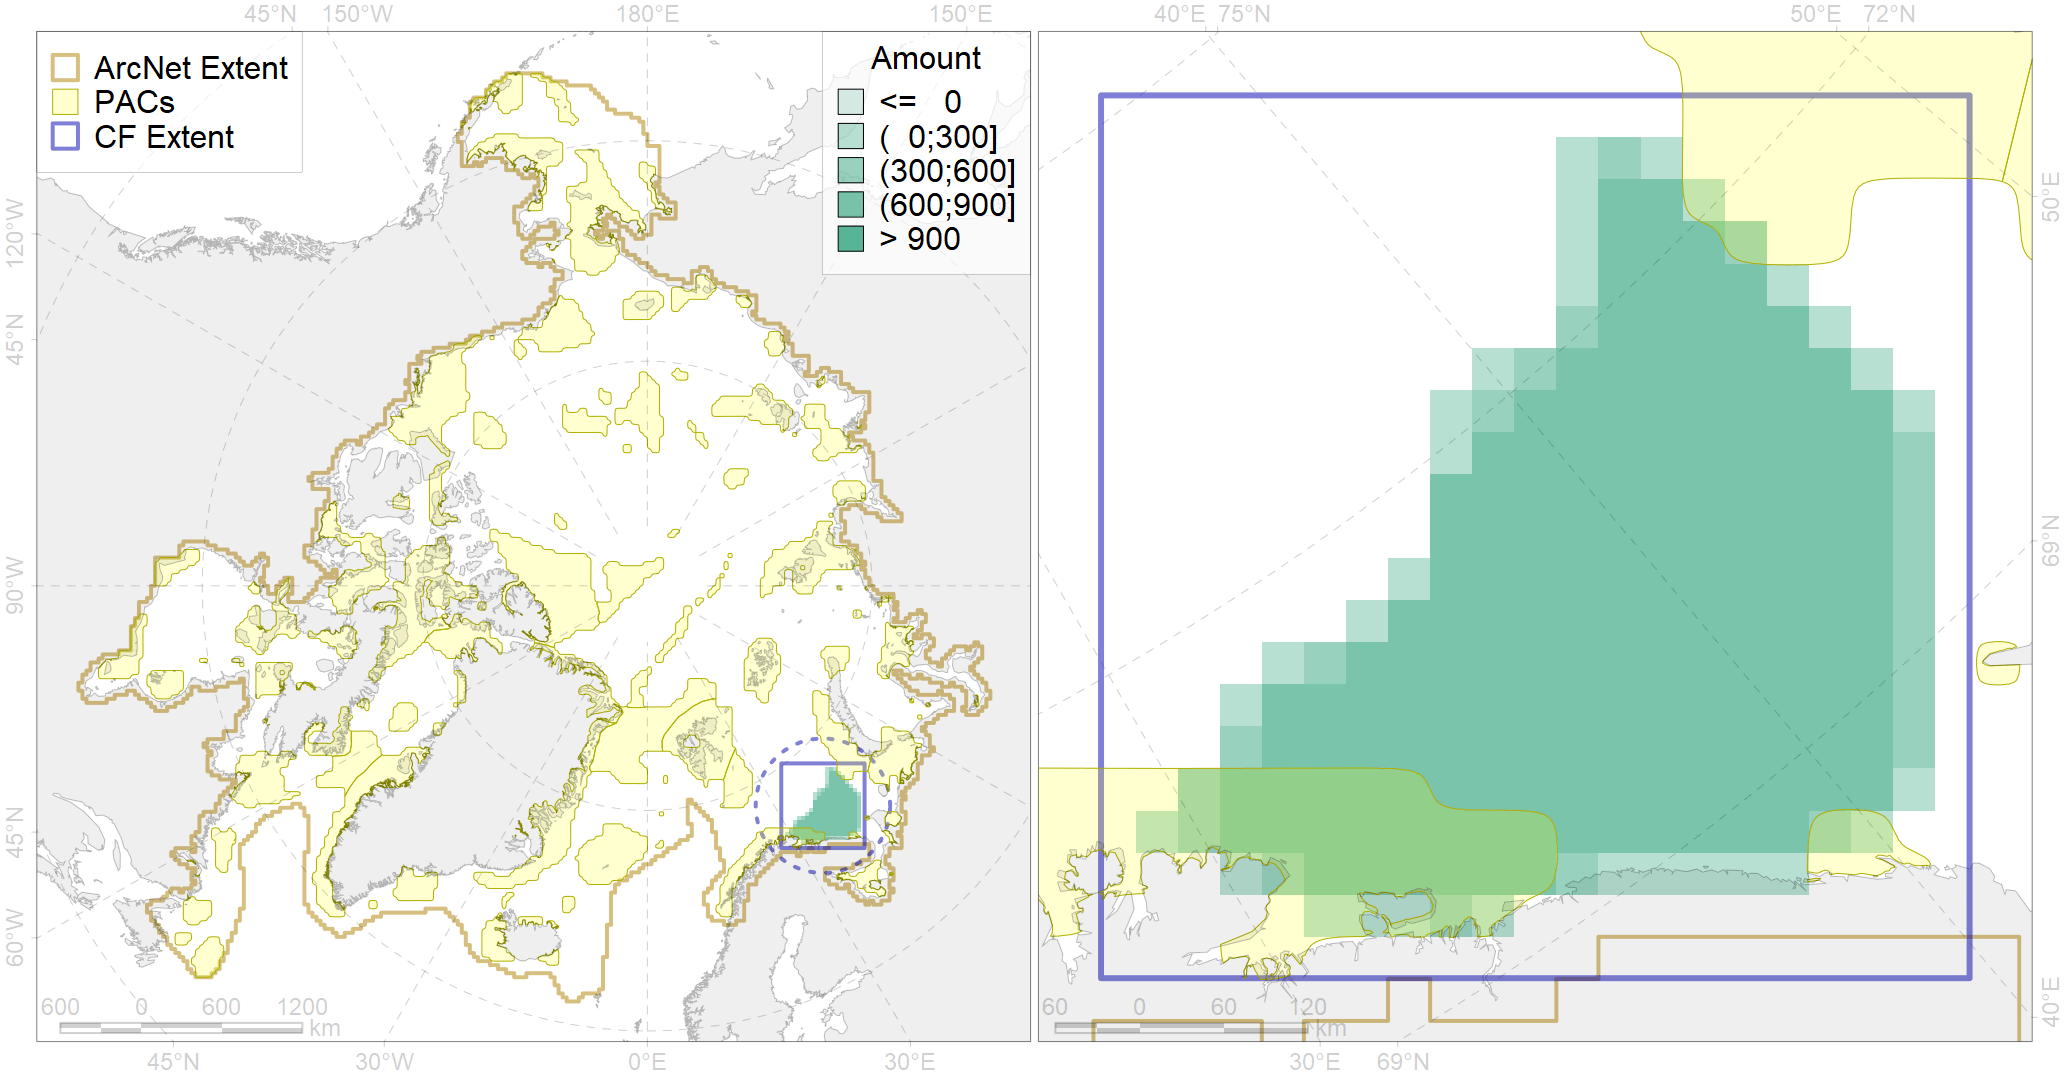 45°N 150°W 180°E 150°E 40°E 75°N 50°E 72°N
ArcNet Extent
PACs
CF Extent
Amount
<= 0
( 0;300]
(300;600]
(600;900]
> 900
120°W
45°N
90°W
45°N
60°W
50°E
69°N
40°E
600 0 600 1200
km
60 0 60 120
km
45°N 30°W 0°E 30°E 30°E 69°N